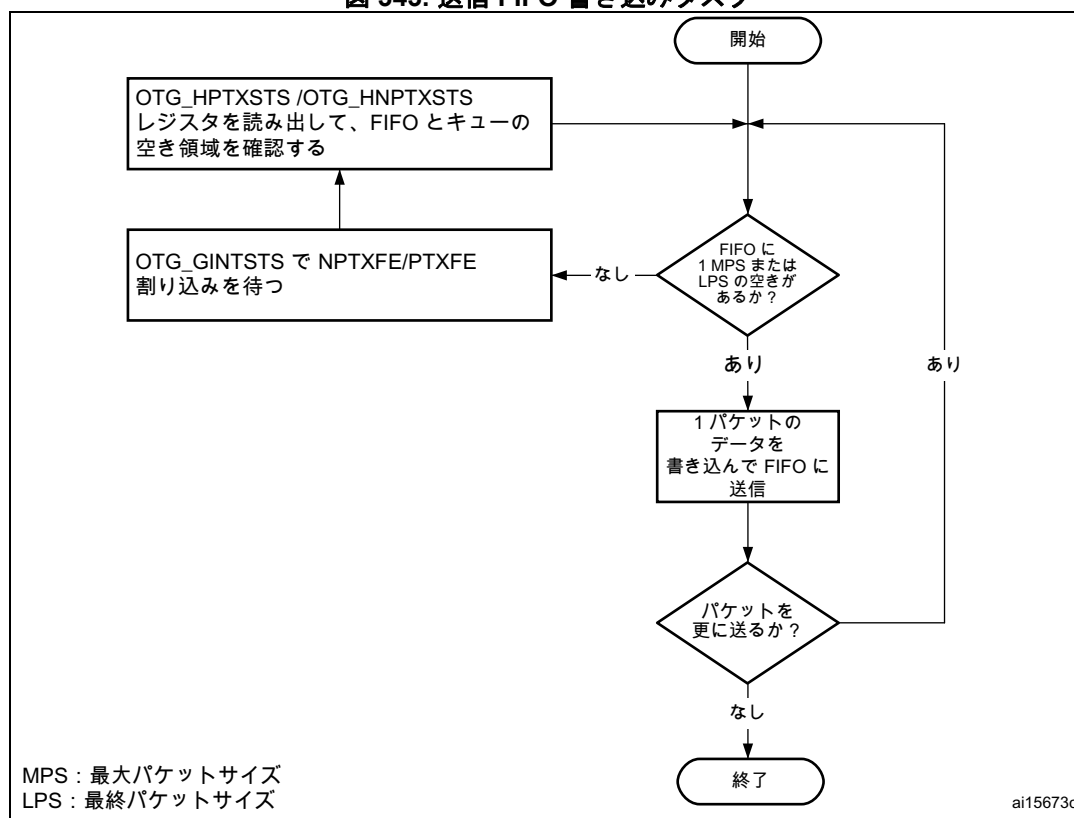 図 343. 送信 FIFO 書き込みタスク
開始
OTG_HPTXSTS /OTG_HNPTXSTS
レジスタを読み出して、FIFO とキューの
空き領域を確認する
OTG_GINTSTS で NPTXFE/PTXFE
割り込みを待つ
なし
FIFO に
1 MPS または
LPS の空きが
あるか？
あり
あり
1 パケットの
データを
書き込んで FIFO に
送信
パケットを
更に送るか？
なし
終了
MPS：最大パケットサイズ
LPS：最終パケットサイズ